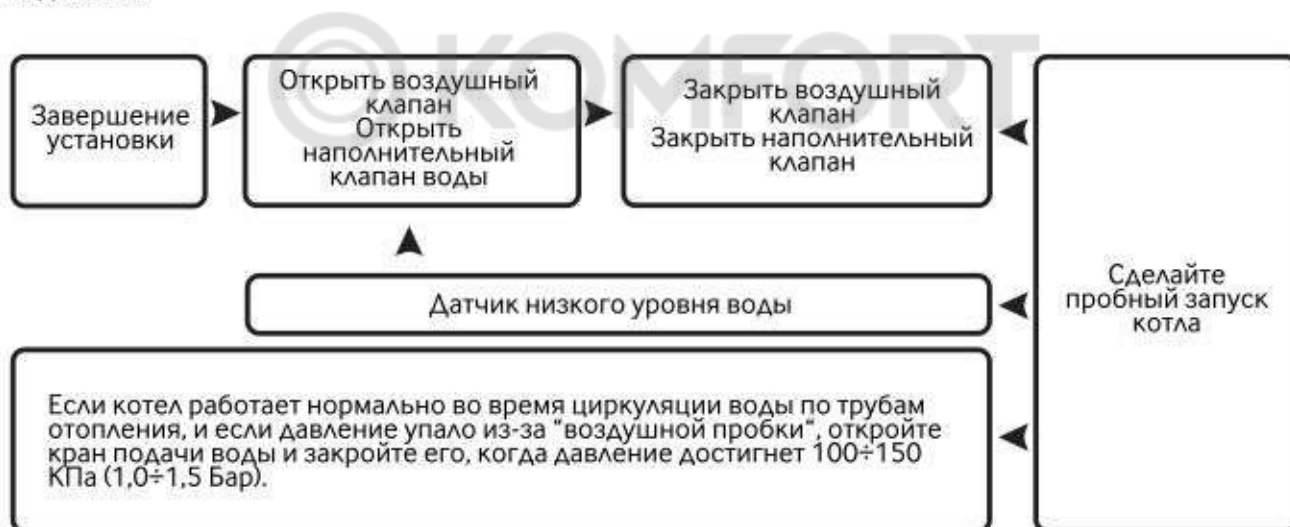 © KOMFORT
Завершение
установки
Открыть воздушный
клапан
Открыть
наполнительный
клапан воды
Закрыть воздушный
клапан
Закрыть наполнительный
клапан
Сделайте
пробный запуск
котла
Датчик низкого уровня воды
Если котел работает нормально во время циркуляции воды по трубам
отопления, и если давление упало из-за "воздушной пробки", откройте
кран подачи воды и закройте его, когда давление достигнет 100÷150
КПа (1,0÷1,5 Бар).